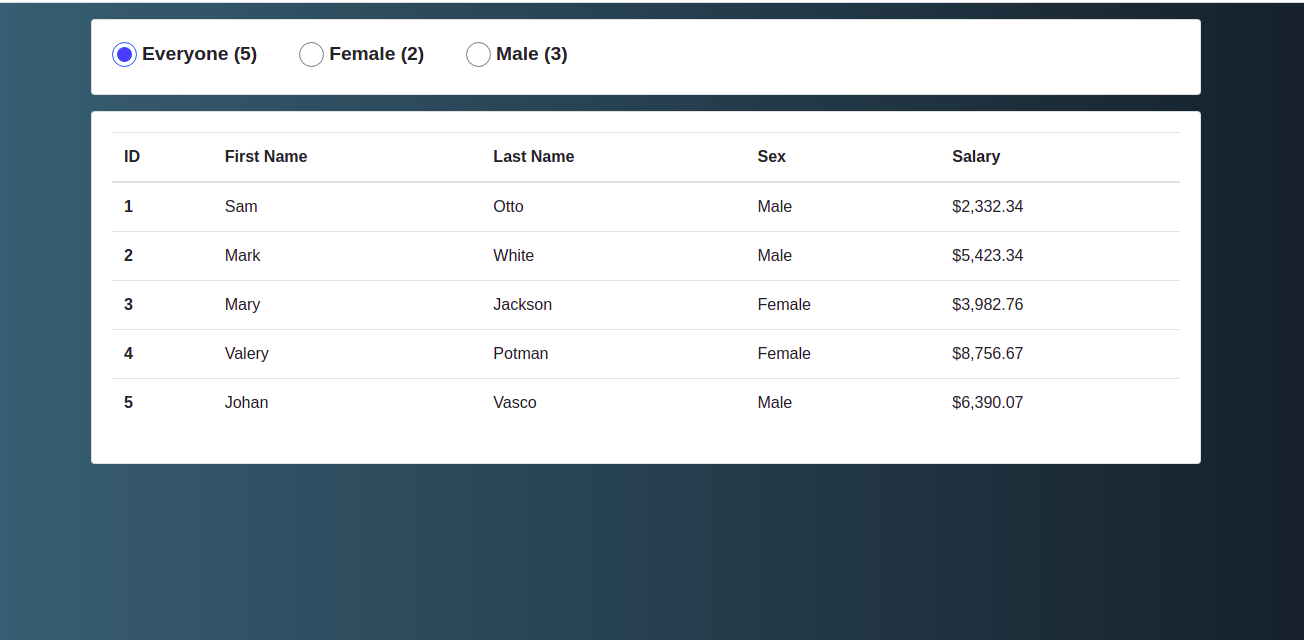 Everyone (5) Female (2) Male (3)
ID First Name Last Name Sex Salary
1 Sam Otto Male $2,332.34
2 Mark White Male $5,423.34
3 Mary Jackson Female $3,982.76
4 Valery Potman Female $8,756.67
5 Johan Vasco Male $6,390.07